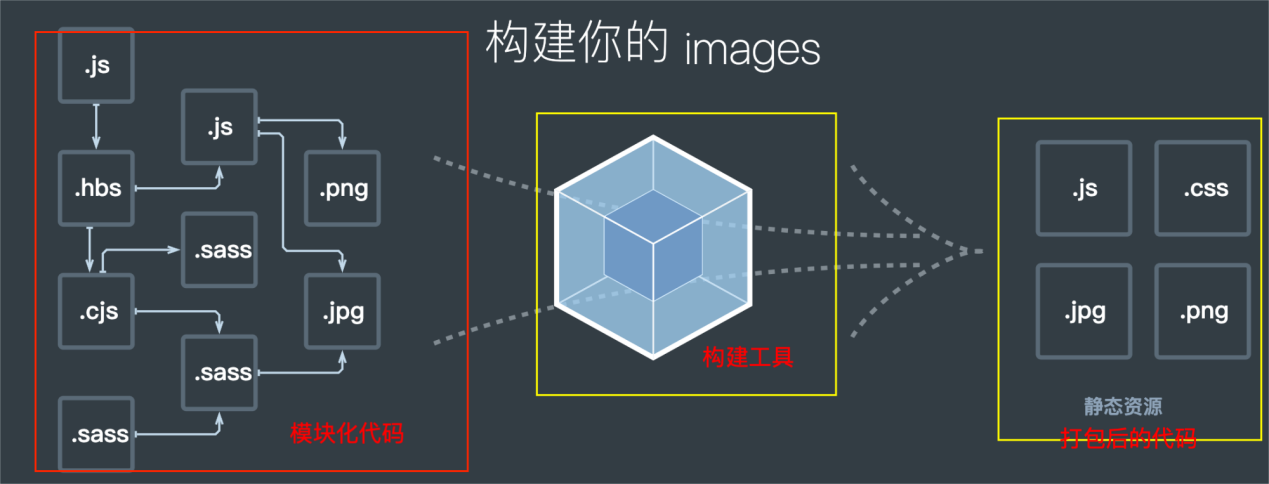 构建你的 images
.js
.js
.hbs
.png
.sass
.cjs
.jpg
.sass
.sass
模块化代码
构建工具
.js
.css
.jpg
.png
静态资源
打包后的代码